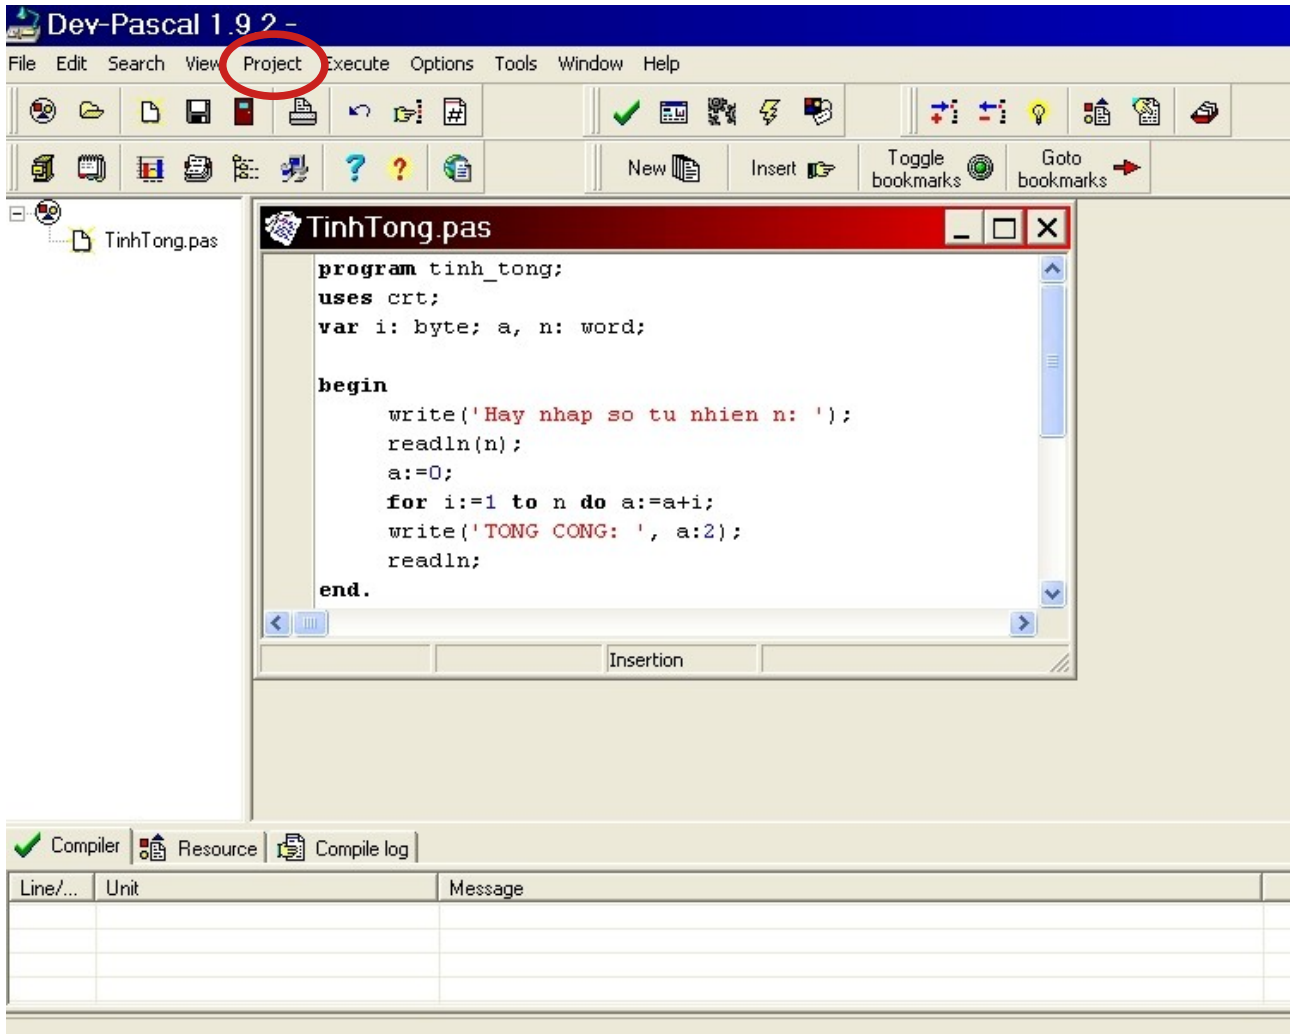 Dev-Pascal 1.9.2 -
File Edit Search View Project Execute Options Tools Window Help
New Insert Toggle bookmarks Goto bookmarks
TinhTong.pas
TinhTong.pas
program tinh_tong;
uses crt;
var i: byte; a, n: word;
begin
write('Hay nhap so tu nhien n: ');
readln(n);
a:=0;
for i:=1 to n do a:=a+i;
write('TONG CONG: ', a:2);
readln;
end.
Insertion
Compiler Resource Compile log
Line/... Unit Message